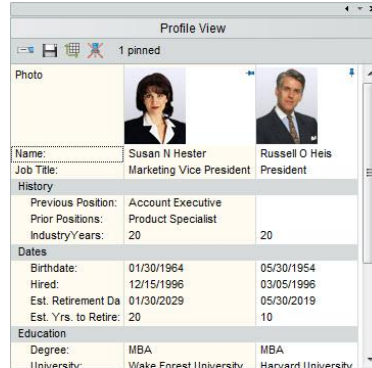 Profile View
1 pinned
Photo
Name: Susan N Hester Russell O Heis
Job Title: Marketing Vice President President
History
Previous Position: Account Executive
Prior Positions: Product Specialist
IndustryYears: 20 20
Dates
Birthdate: 01/30/1964 05/30/1954
Hired: 12/15/1996 03/05/1996
Est. Retirement Da 01/30/2029 05/30/2019
Est. Yrs. to Retire: 20 10
Education
Degree: MBA MBA
University: Wake Forest University Harvard University